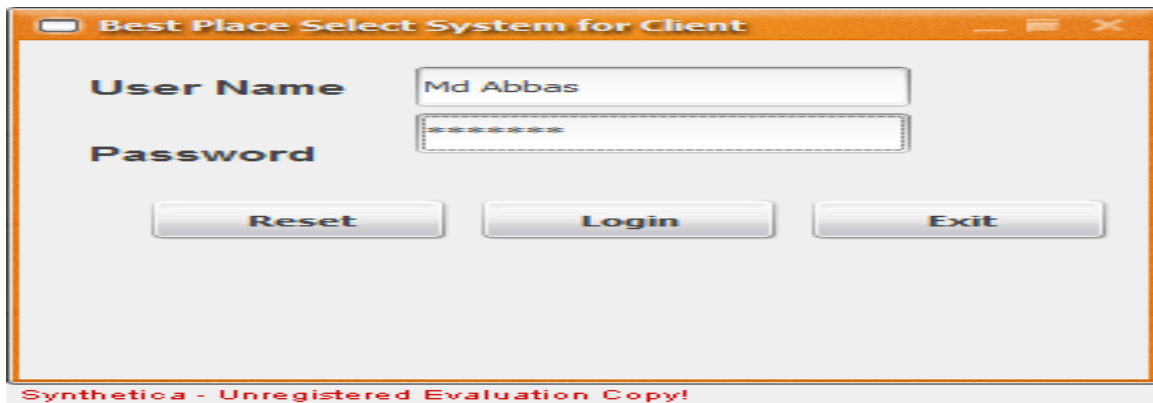 Best Place Select System for Client
User Name Md Abbas
Password *******
Reset Login Exit
Synthetica - Unregistered Evaluation Copy!